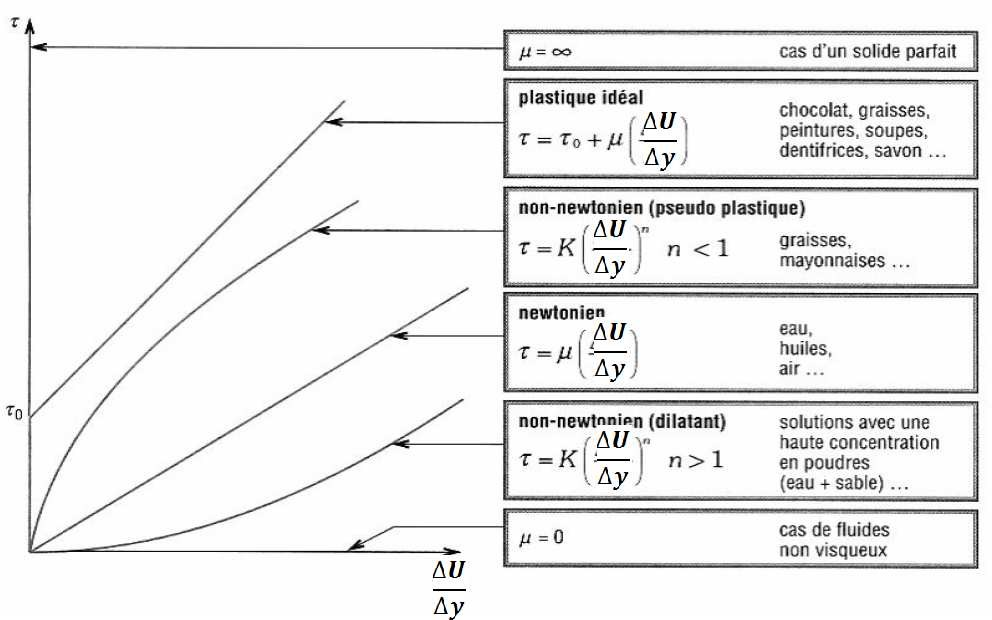 τ
μ = ∞ cas d'un solide parfait
plastique idéal
τ = τ₀ + μ (ΔU/Δy)
chocolat, graisses,
peintures, soupes,
dentifrices, savon ...
non-newtonien (pseudo plastique)
τ = K (ΔU/Δy)ⁿ n < 1
graisses,
mayonnaises ...
newtonien
τ = μ (ΔU/Δy)
eau,
huiles,
air ...
τ₀
non-newtonien (dilatant)
τ = K (ΔU/Δy)ⁿ n > 1
solutions avec une
haute concentration
en poudres
(eau + sable) ...
μ = 0
cas de fluides
non visqueux
ΔU
Δy